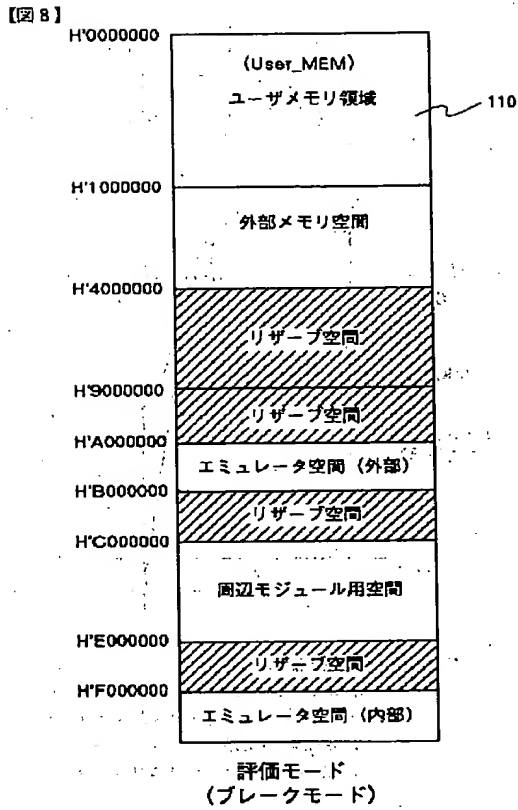 【図8】
H'0000000
(User_MEM)
ユーザメモリ領域
110
H'1000000
外部メモリ空間
H'4000000
リザーブ空間
H'9000000
リザーブ空間
H'A000000
エミュレータ空間(外部)
H'B000000
リザーブ空間
H'C000000
周辺モジュール用空間
H'E000000
リザーブ空間
H'F000000
エミュレータ空間(内部)
評価モード
(ブレークモード)